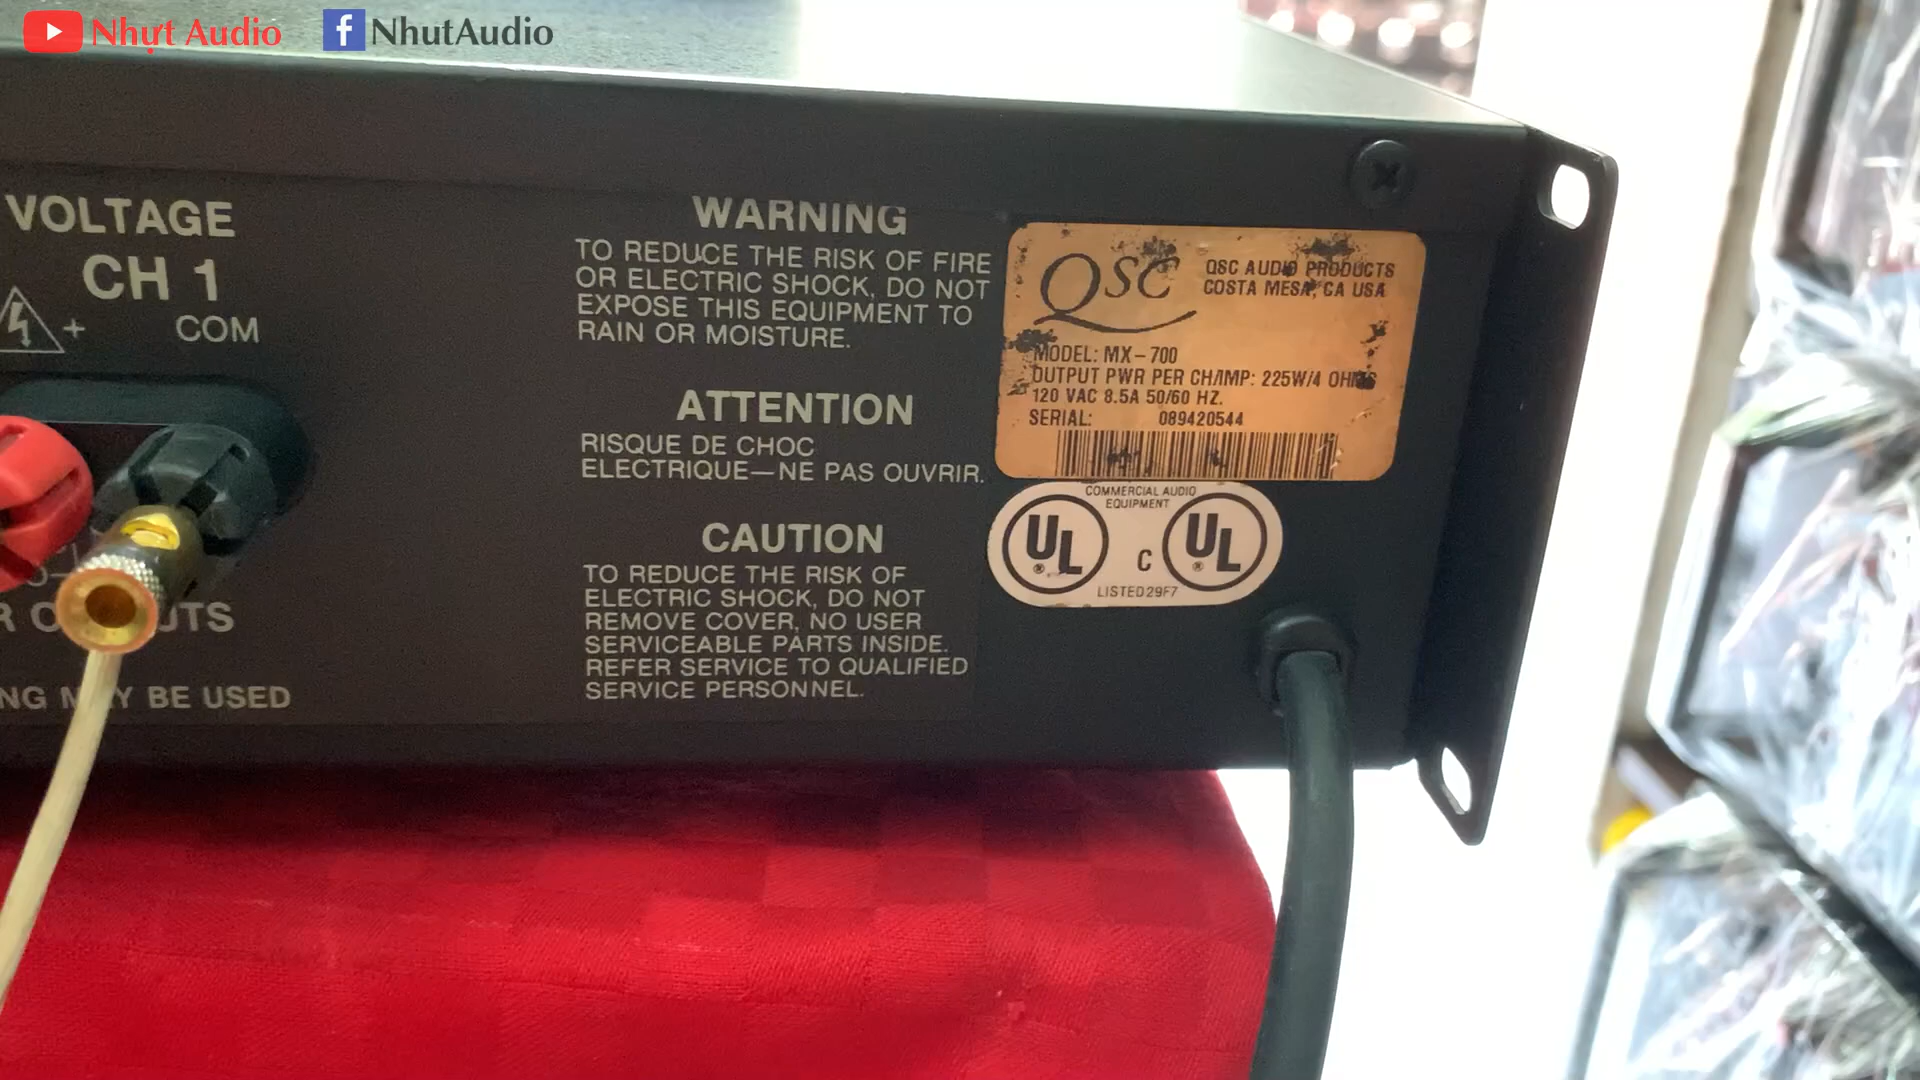 Nhựt Audio
NhutAudio
VOLTAGE
CH 1
+ COM
UTS
BE USED
WARNING
TO REDUCE THE RISK OF FIRE
OR ELECTRIC SHOCK, DO NOT
EXPOSE THIS EQUIPMENT TO
RAIN OR MOISTURE.
ATTENTION
RISQUE DE CHOC
ELECTRIQUE—NE PAS OUVRIR.
CAUTION
TO REDUCE THE RISK OF
ELECTRIC SHOCK, DO NOT
REMOVE COVER, NO USER
SERVICEABLE PARTS INSIDE.
REFER SERVICE TO QUALIFIED
SERVICE PERSONNEL.
QSC
QSC AUDIO PRODUCTS
COSTA MESA, CA USA
MODEL: MX-700
OUTPUT PWR PER CH/IMP: 225W/4 OHMS
120 VAC 8.5A 50/60 HZ.
SERIAL: 089420544
COMMERCIAL AUDIO
EQUIPMENT
UL ® C UL ®
LISTED 29F7